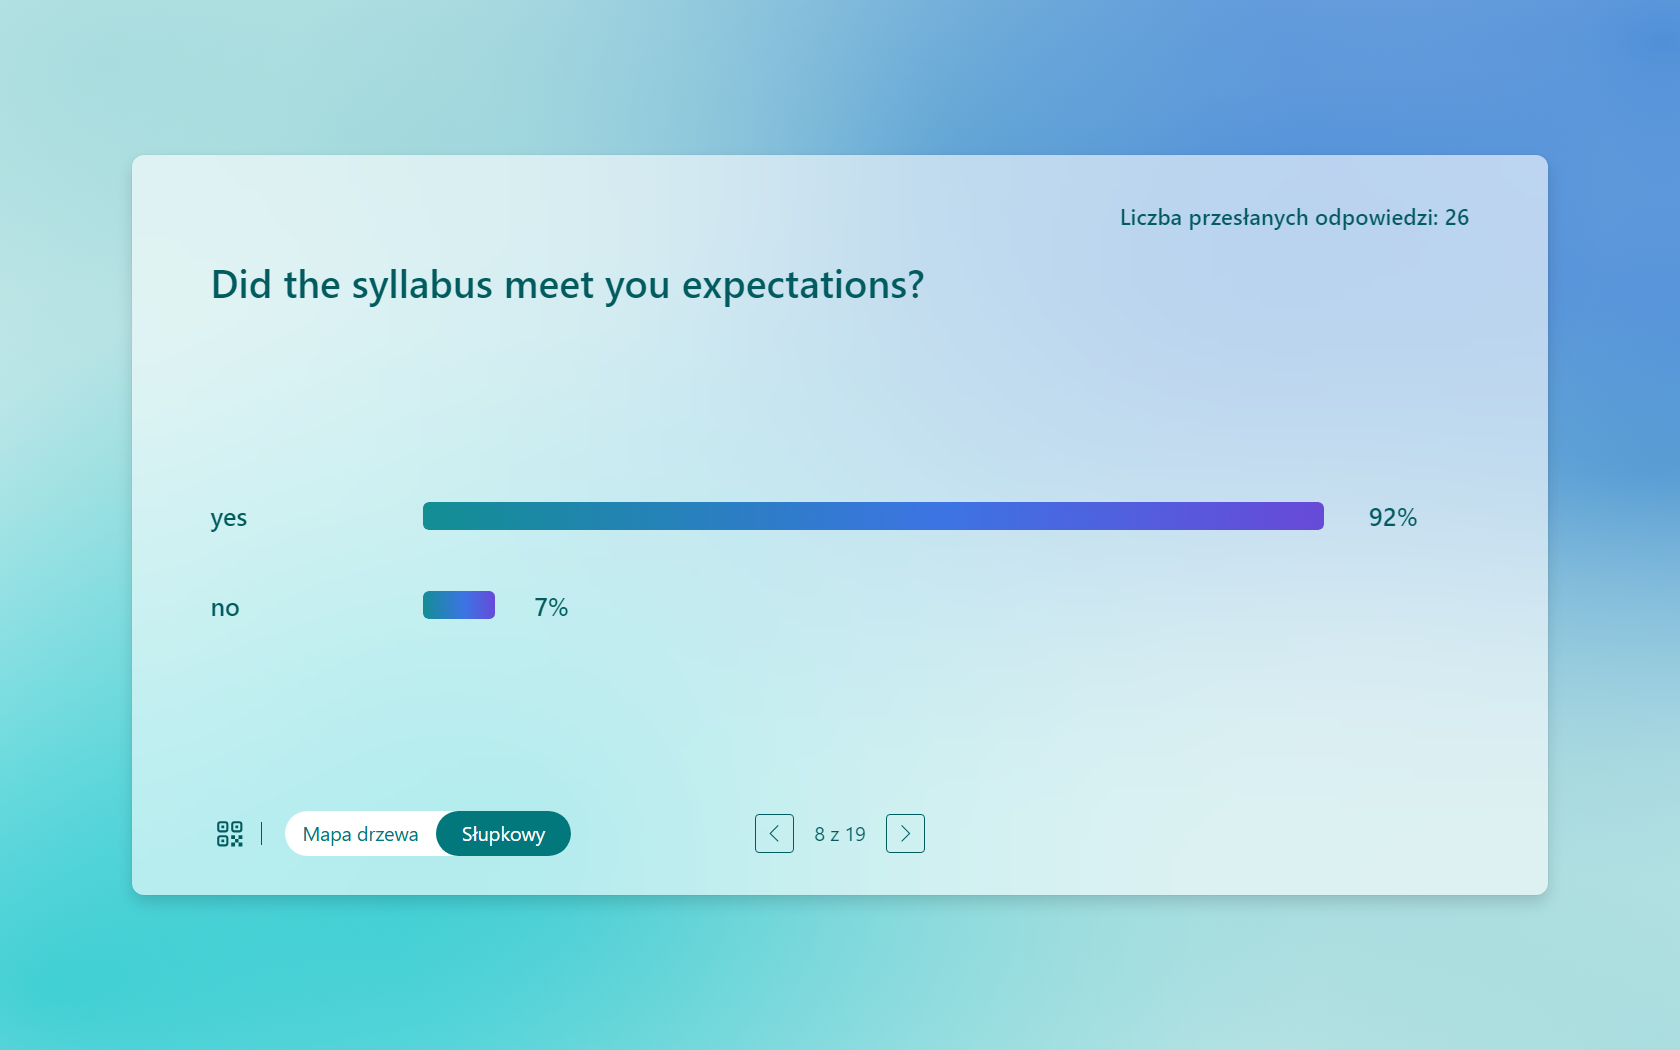 Liczba przesłanych odpowiedzi: 26
Did the syllabus meet you expectations?
yes 92%
no 7%
Mapa drzewa Słupkowy 8 z 19